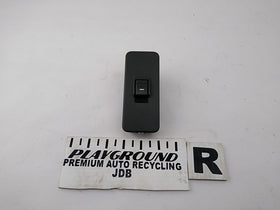 PLAYGROUND
PREMIUM AUTO RECYCLING
JDB
R